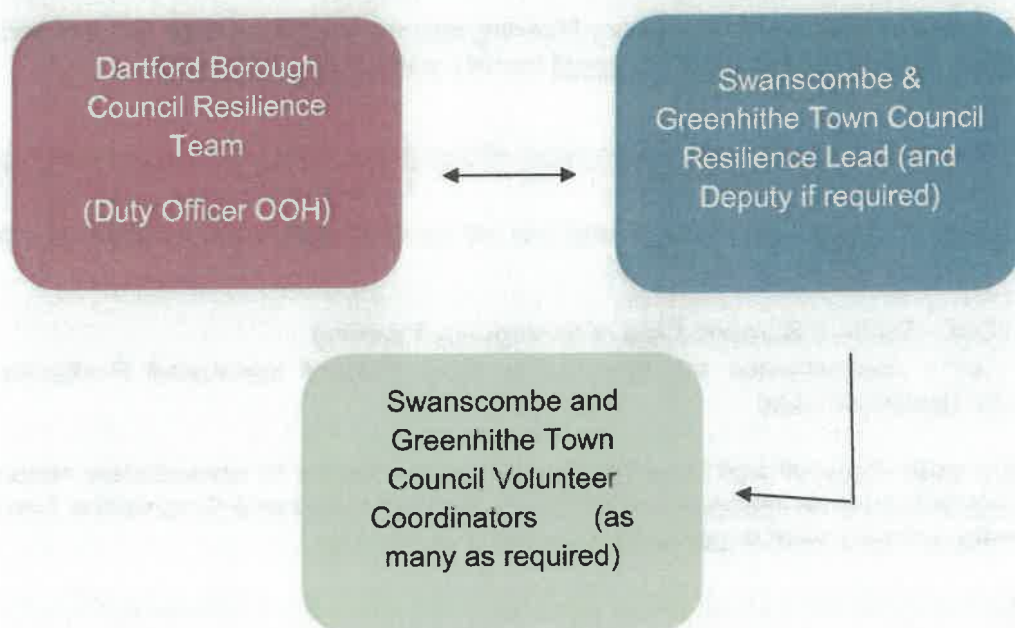 Dartford Borough
Council Resilience
Team
(Duty Officer OOH)
Swanscombe &
Greenhithe Town Council
Resilience Lead (and
Deputy if required)
Swanscombe and
Greenhithe Town
Council Volunteer
Coordinators (as
many as required)